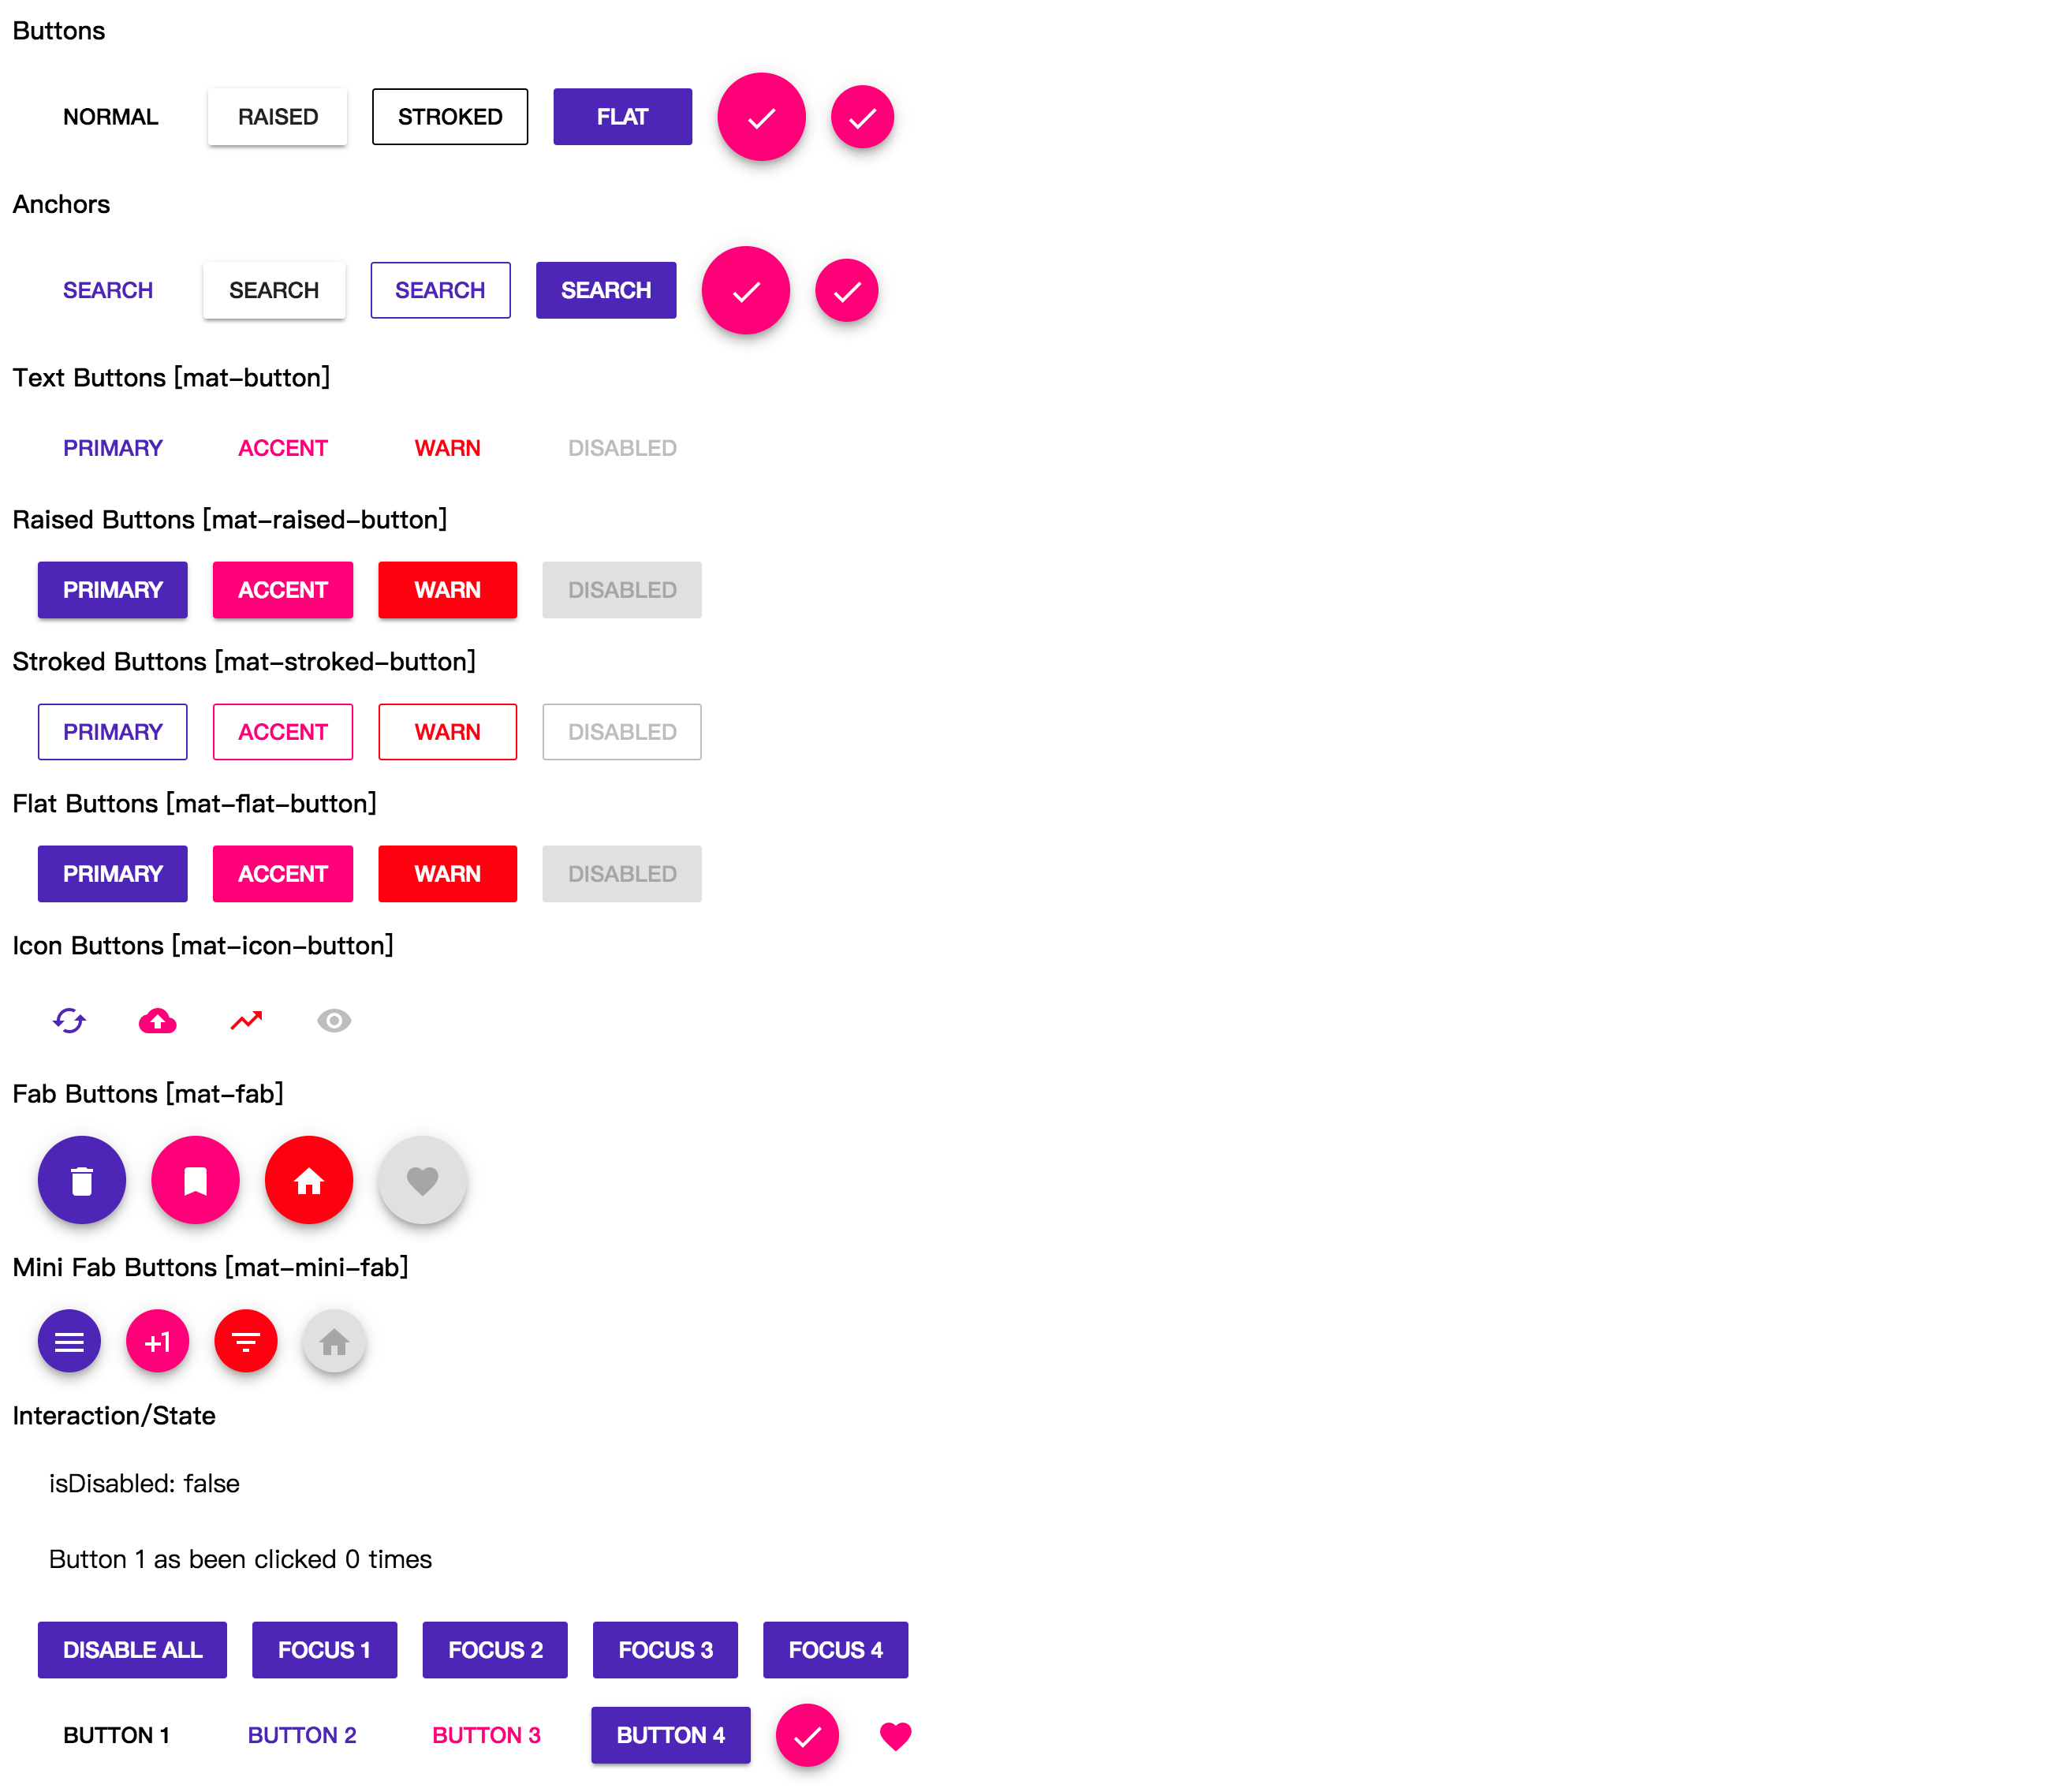 Buttons
NORMAL RAISED STROKED FLAT
Anchors
SEARCH SEARCH SEARCH SEARCH
Text Buttons [mat-button]
PRIMARY ACCENT WARN DISABLED
Raised Buttons [mat-raised-button]
PRIMARY ACCENT WARN DISABLED
Stroked Buttons [mat-stroked-button]
PRIMARY ACCENT WARN DISABLED
Flat Buttons [mat-flat-button]
PRIMARY ACCENT WARN DISABLED
Icon Buttons [mat-icon-button]
Fab Buttons [mat-fab]
Mini Fab Buttons [mat-mini-fab]
+1
Interaction/State
isDisabled: false
Button 1 as been clicked 0 times
DISABLE ALL FOCUS 1 FOCUS 2 FOCUS 3 FOCUS 4
BUTTON 1 BUTTON 2 BUTTON 3 BUTTON 4